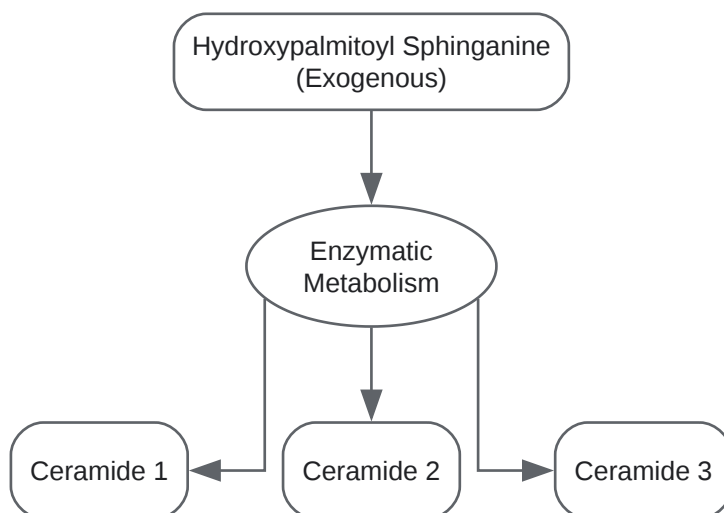 Hydroxypalmitoyl Sphinganine
(Exogenous)
Enzymatic
Metabolism
Ceramide 1
Ceramide 2
Ceramide 3